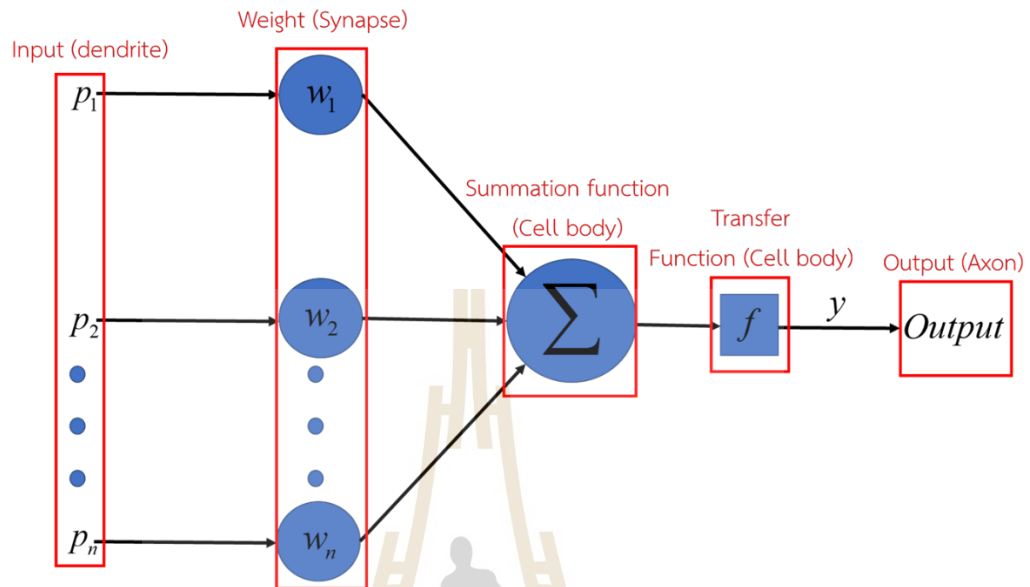 Weight (Synapse)
Input (dendrite)
p₁
w₁
Summation function
(Cell body)
Transfer
Function (Cell body)
Output (Axon)
p₂
w₂
∑
f
y
Output
pₙ
wₙ